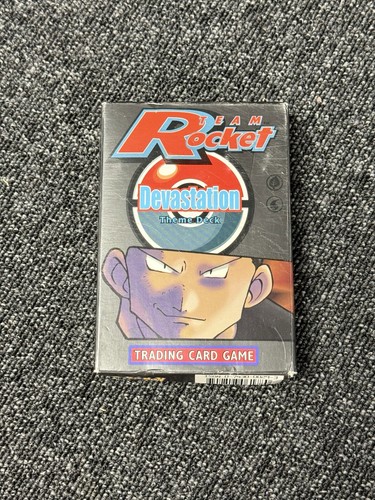 TEAM
Rocket
Devastation
Theme Deck
TRADING CARD GAME